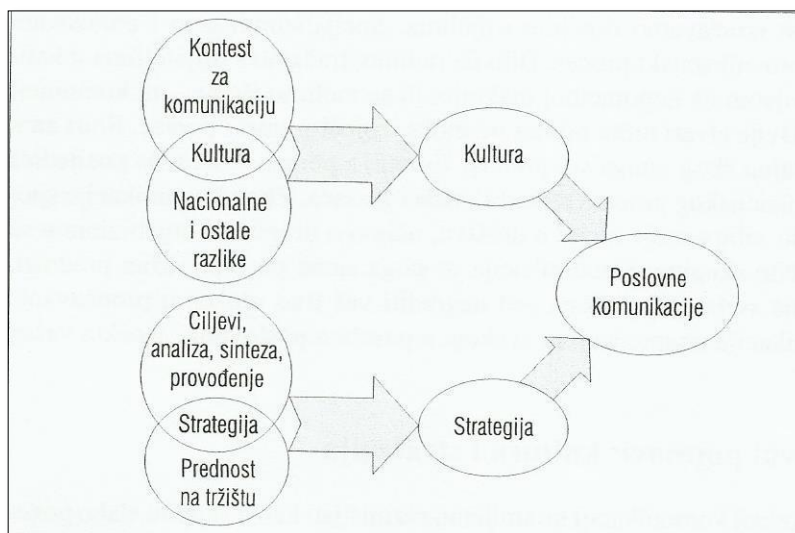 Kontest
za
komunikaciju
Kultura
Nacionalne
i ostale
razlike
Kultura
Poslovne
komunikacije
Ciljevi,
analiza, sinteza,
provođenje
Strategija
Prednost
na tržištu
Strategija